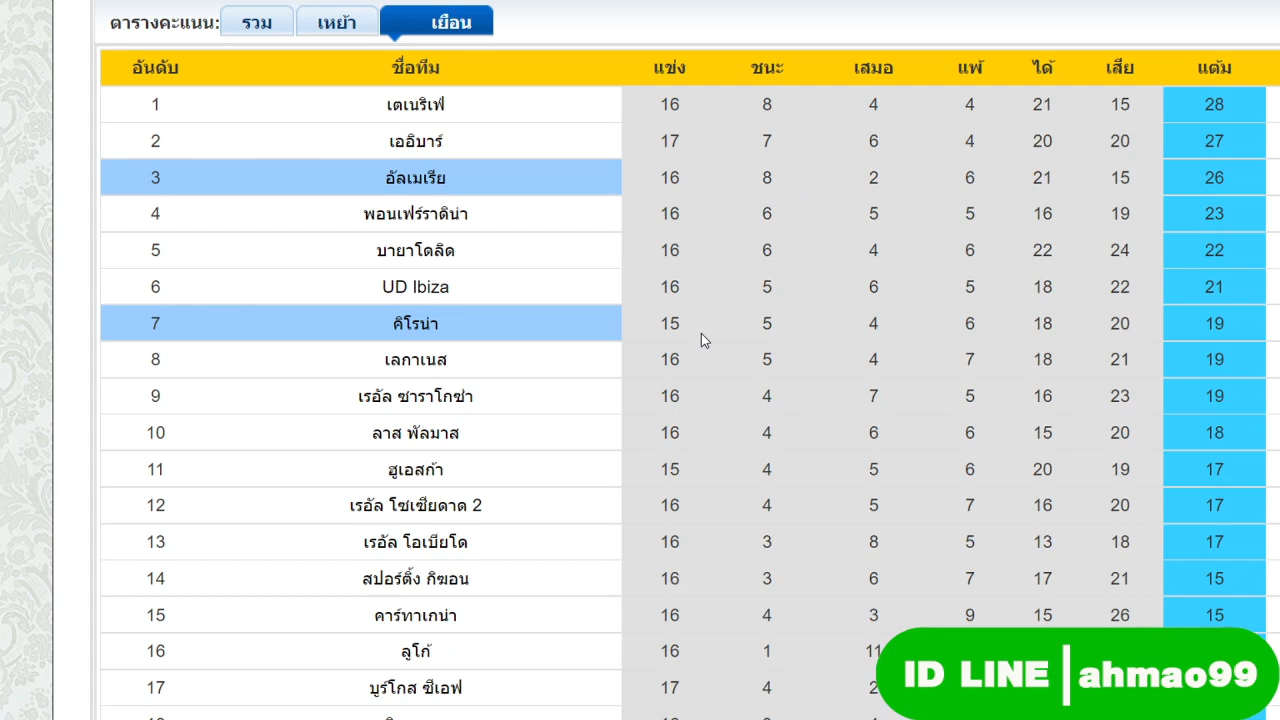 ตารางคะแนน: รวม เหย้า เยือน
อันดับ ชื่อทีม แข่ง ชนะ เสมอ แพ้ ได้ เสีย แต้ม
1 เตเนริเฟ่ 16 8 4 4 21 15 28
2 เออิบาร์ 17 7 6 4 20 20 27
3 อัลเมเรีย 16 8 2 6 21 15 26
4 พอนเฟร์ราดิน่า 16 6 5 5 16 19 23
5 บายาโดลิด 16 6 4 6 22 24 22
6 UD Ibiza 16 5 6 5 18 22 21
7 คิโรน่า 15 5 4 6 18 20 19
8 เลกาเนส 16 5 4 7 18 21 19
9 เรอัล ซาราโกซ่า 16 4 7 5 16 23 19
10 ลาส พัลมาส 16 4 6 6 15 20 18
11 ฮูเอสก้า 15 4 5 6 20 19 17
12 เรอัล โซเซียดาด 2 16 4 5 7 16 20 17
13 เรอัล โอเบียโด 16 3 8 5 13 18 17
14 สปอร์ติ้ง กิฆอน 16 3 6 7 17 21 15
15 คาร์ทาเกน่า 16 4 3 9 15 26 15
16 ลูโก้ 16 1 11
17 บูร์โกส ซีเอฟ 17 4 2
ID LINE ahmao99